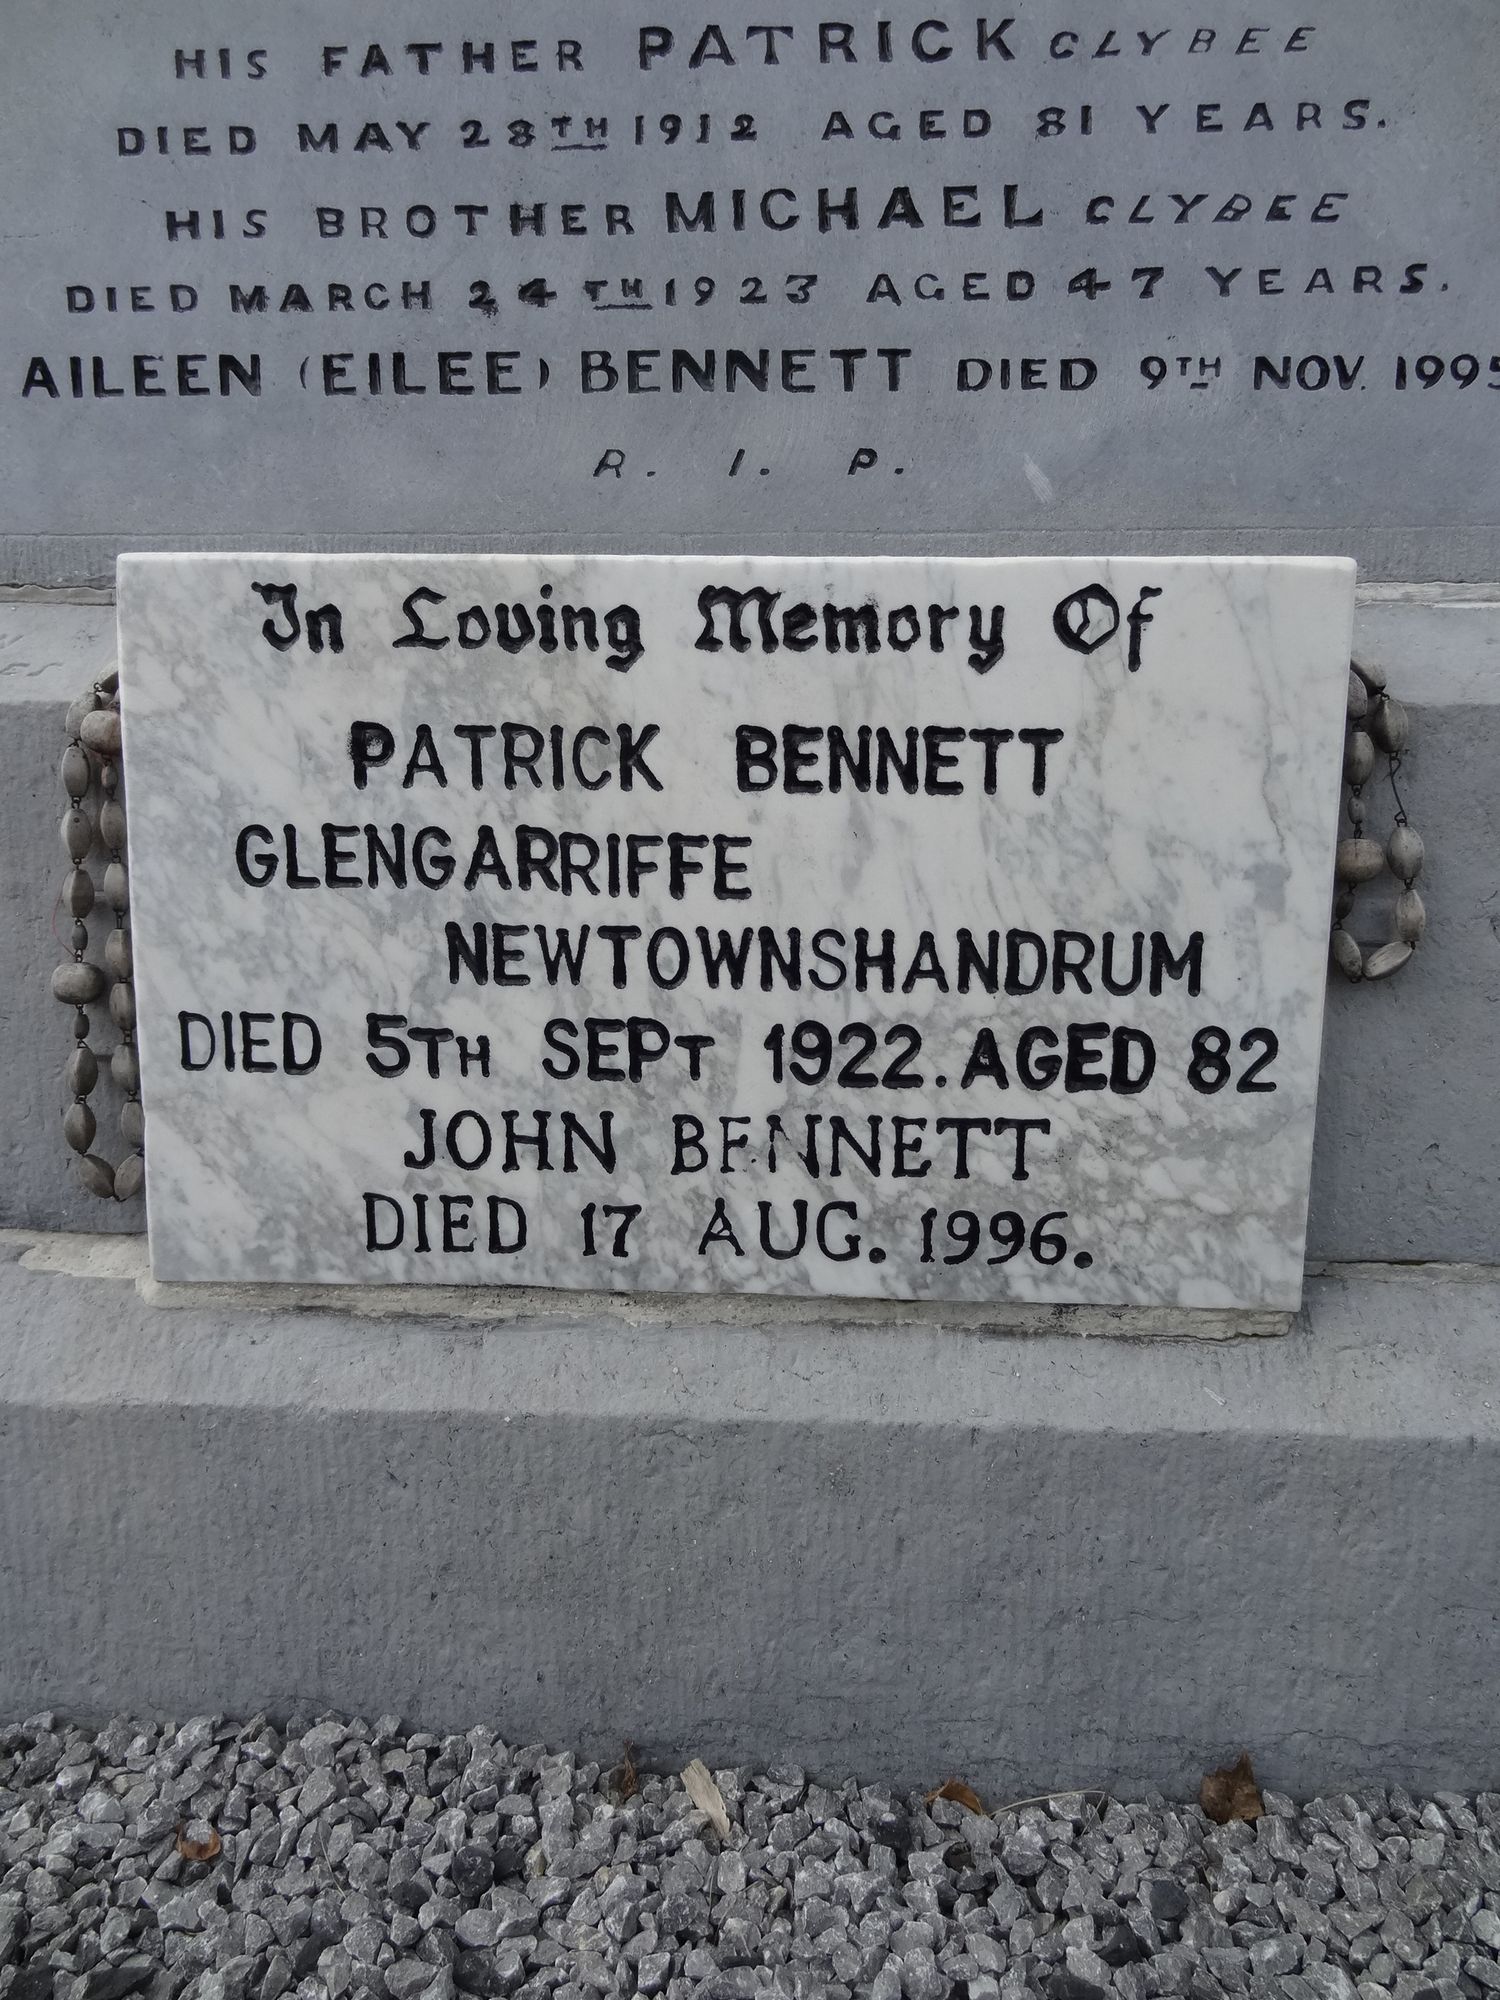 HIS FATHER PATRICK CLYBEE
DIED MAY 28TH 1912 AGED 81 YEARS.
HIS BROTHER MICHAEL CLYBEE
DIED MARCH 24TH 1923 AGED 47 YEARS.
AILEEN (EILEE) BENNETT DIED 9TH NOV. 1995
R. I. P.
In Loving Memory Of
PATRICK BENNETT
GLENGARRIFFE
NEWTOWNSHANDRUM
DIED 5TH SEPT 1922. AGED 82
JOHN BENNETT
DIED 17 AUG. 1996.